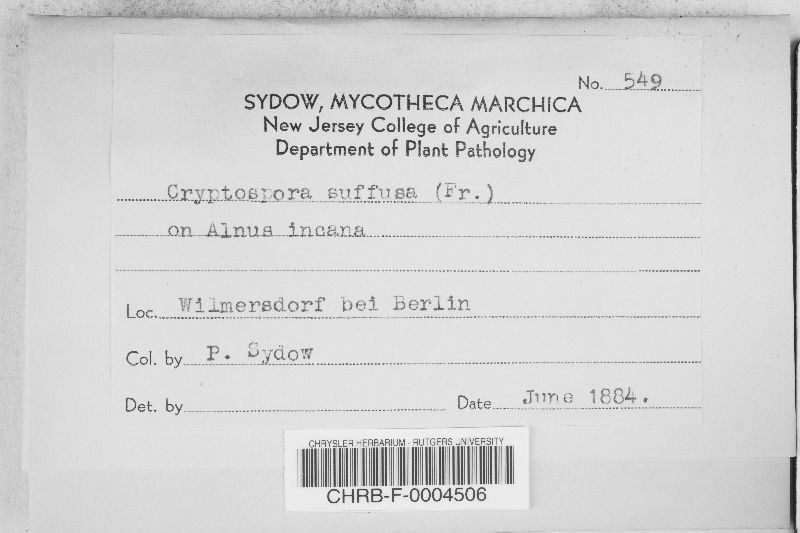 No. 549
SYDOW, MYCOTHECA MARCHICA
New Jersey College of Agriculture
Department of Plant Pathology
Cryptospora suffusa (Fr.)
on Alnus incana
Loc. Wilmersdorf bei Berlin
Col. by P. Sydow
Det. by Date June 1884.
CHRYSLER HERBARIUM - RUTGERS UNIVERSITY
CHRB-F-0004506